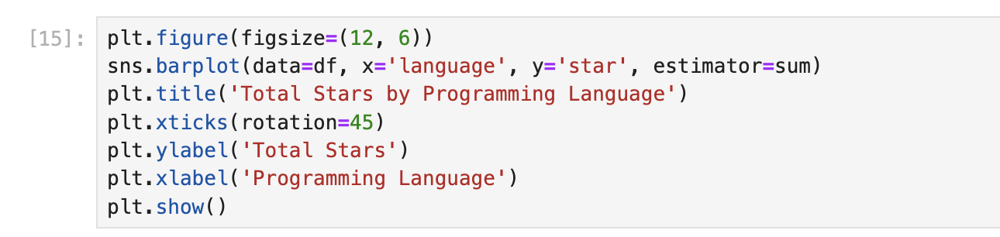 [15]: plt.figure(figsize=(12, 6))
sns.barplot(data=df, x='language', y='star', estimator=sum)
plt.title('Total Stars by Programming Language')
plt.xticks(rotation=45)
plt.ylabel('Total Stars')
plt.xlabel('Programming Language')
plt.show()